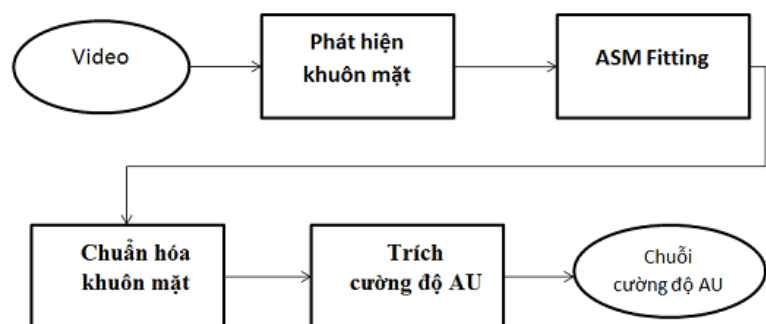 Video
Phát hiện
khuôn mặt
ASM Fitting
Chuẩn hóa
khuôn mặt
Trích
cường độ AU
Chuỗi
cường độ AU